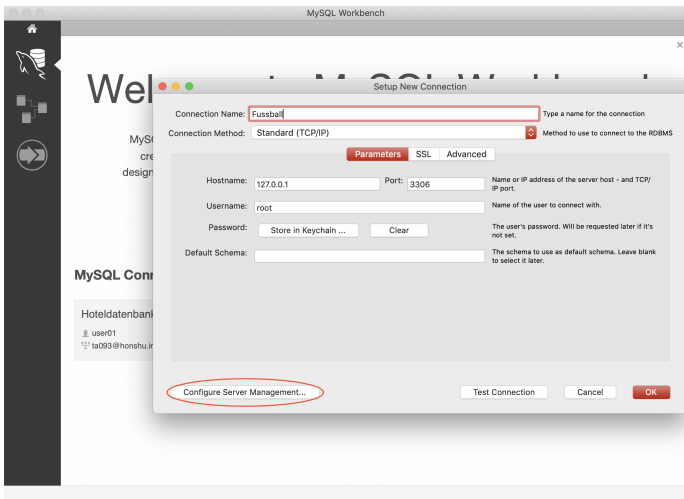 MySQL Workbench
Setup New Connection
Connection Name: Fussball Type a name for the connection
Connection Method: Standard (TCP/IP) Method to use to connect to the RDBMS
Parameters SSL Advanced
Hostname: 127.0.0.1 Port: 3306 Name or IP address of the server host - and TCP/
IP port.
Username: root Name of the user to connect with.
Password: Store in Keychain ... Clear The user's password. Will be requested later if it's
not set.
Default Schema: The schema to use as default schema. Leave blank
to select it later.
Configure Server Management... Test Connection Cancel OK
Wel
MyS
cre
design
MySQL Conn
Hoteldatenbank
user01
ta093@honshu.in